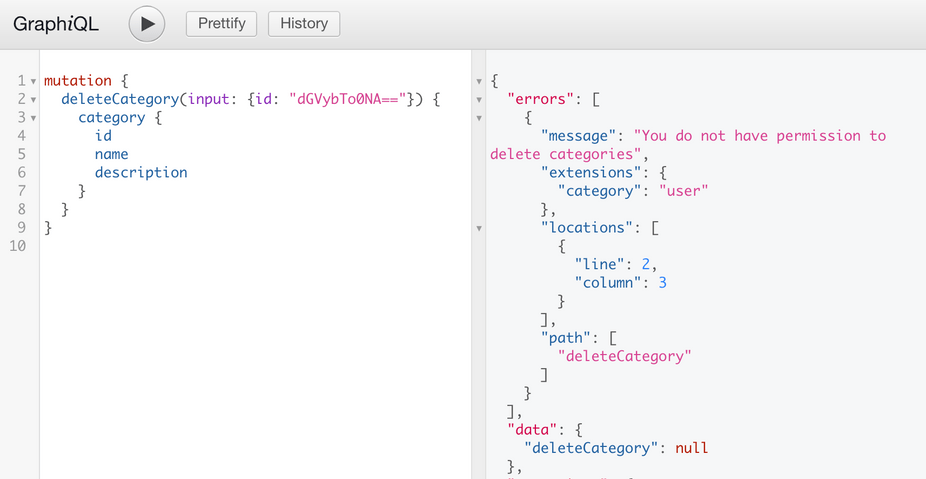 GraphiQL
Prettify
History
1 mutation {
2 deleteCategory(input: {id: "dGVybTo0NA=="}) {
3 category {
4 id
5 name
6 description
7 }
8 }
9 }
10
{
"errors": [
{
"message": "You do not have permission to
delete categories",
"extensions": {
"category": "user"
},
"locations": [
{
"line": 2,
"column": 3
}
],
"path": [
"deleteCategory"
]
}
],
"data": {
"deleteCategory": null
},